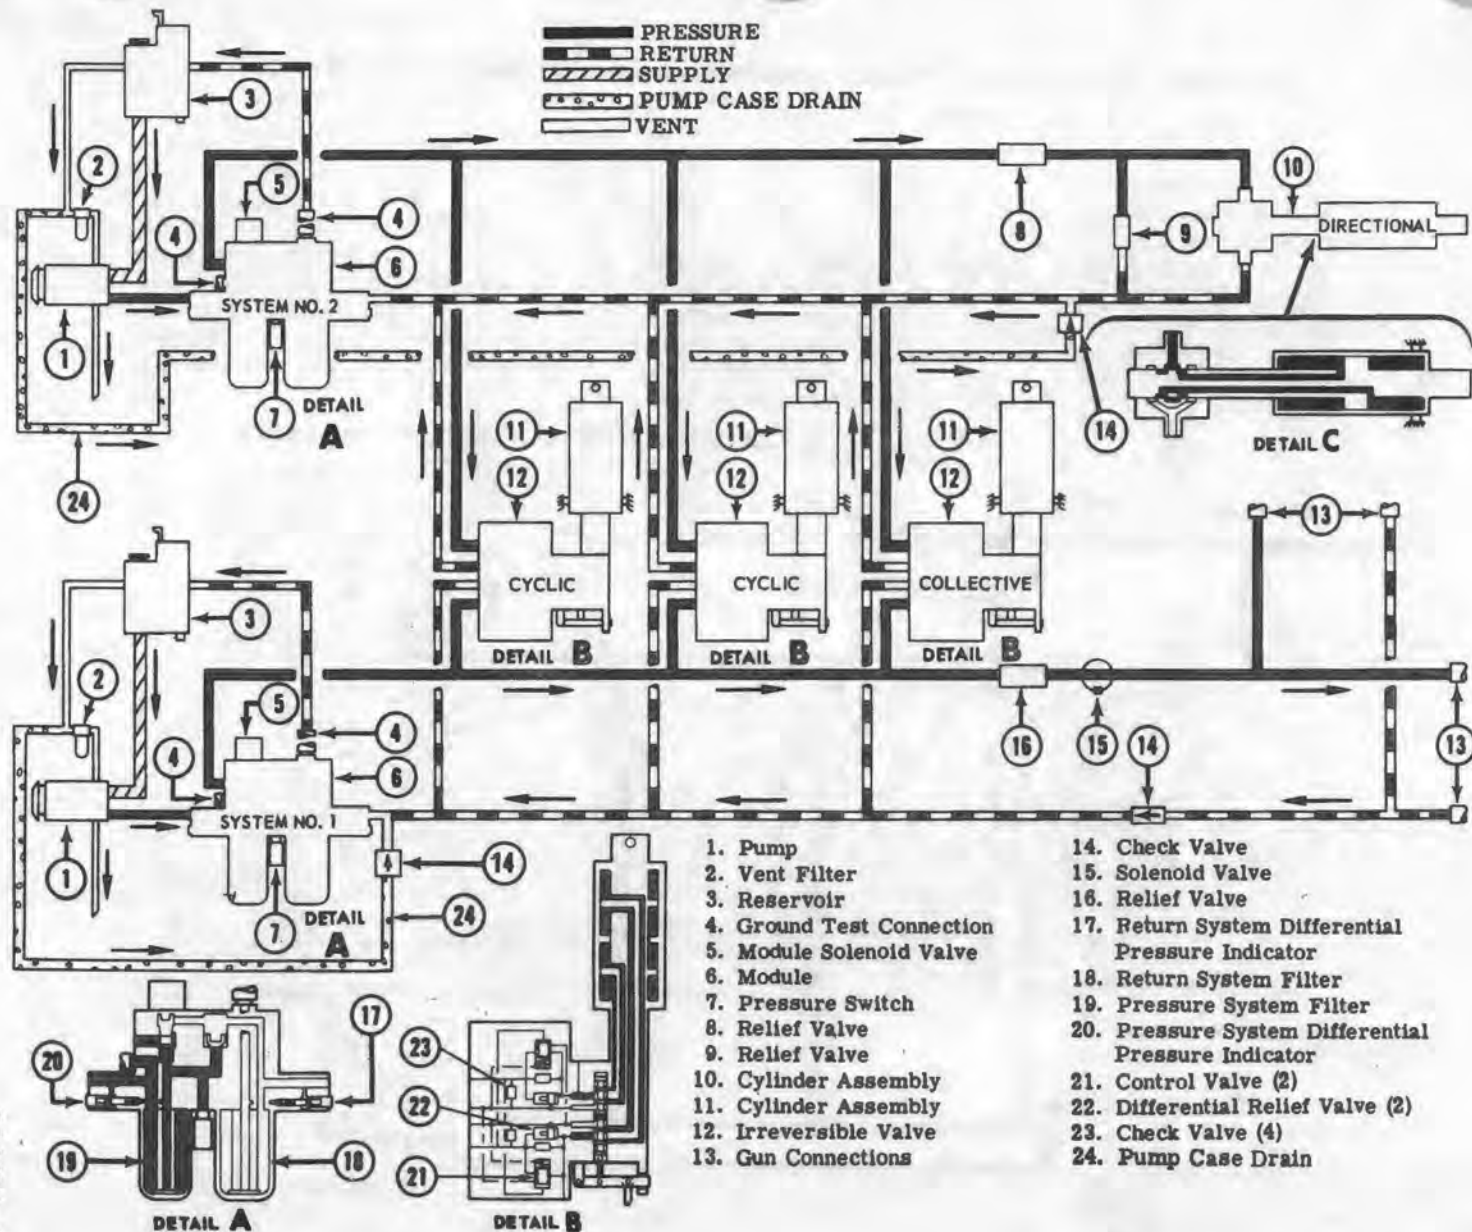 PRESSURE
RETURN
SUPPLY
PUMP CASE DRAIN
VENT
3
2
5
4
4
6
SYSTEM NO. 2
1
7
DETAIL A
24
8
9
10
DIRECTIONAL
14
DETAIL C
11
12
11
12
11
12
13
CYCLIC
CYCLIC
COLLECTIVE
DETAIL B
DETAIL B
DETAIL B
3
2
5
4
4
6
SYSTEM NO. 1
1
7
DETAIL A
14
24
16
15
14
13
20
17
19
18
DETAIL A
23
22
21
DETAIL B
1. Pump
2. Vent Filter
3. Reservoir
4. Ground Test Connection
5. Module Solenoid Valve
6. Module
7. Pressure Switch
8. Relief Valve
9. Relief Valve
10. Cylinder Assembly
11. Cylinder Assembly
12. Irreversible Valve
13. Gun Connections
14. Check Valve
15. Solenoid Valve
16. Relief Valve
17. Return System Differential
Pressure Indicator
18. Return System Filter
19. Pressure System Filter
20. Pressure System Differential
Pressure Indicator
21. Control Valve (2)
22. Differential Relief Valve (2)
23. Check Valve (4)
24. Pump Case Drain